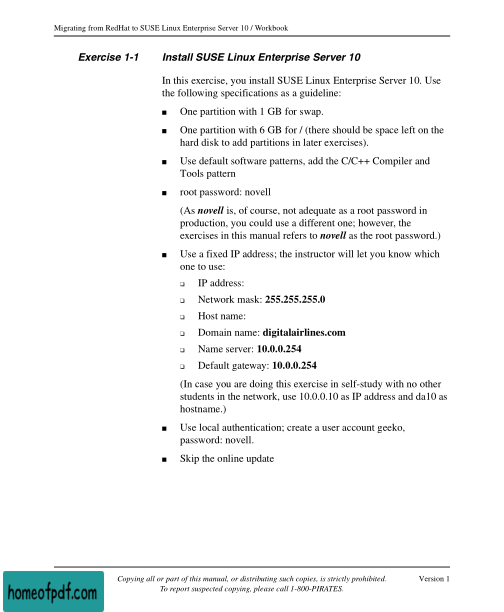 Migrating from RedHat to SUSE Linux Enterprise Server 10 / Workbook
Exercise 1-1 Install SUSE Linux Enterprise Server 10
In this exercise, you install SUSE Linux Enterprise Server 10. Use
the following specifications as a guideline:
■ One partition with 1 GB for swap.
■ One partition with 6 GB for / (there should be space left on the
hard disk to add partitions in later exercises).
■ Use default software patterns, add the C/C++ Compiler and
Tools pattern
■ root password: novell
(As novell is, of course, not adequate as a root password in
production, you could use a different one; however, the
exercises in this manual refers to novell as the root password.)
■ Use a fixed IP address; the instructor will let you know which
one to use:
❑ IP address:
❑ Network mask: 255.255.255.0
❑ Host name:
❑ Domain name: digitalairlines.com
❑ Name server: 10.0.0.254
❑ Default gateway: 10.0.0.254
(In case you are doing this exercise in self-study with no other
students in the network, use 10.0.0.10 as IP address and da10 as
hostname.)
■ Use local authentication; create a user account geeko,
password: novell.
■ Skip the online update
Copying all or part of this manual, or distributing such copies, is strictly prohibited. Version 1
To report suspected copying, please call 1-800-PIRATES.
homeofpdf.com